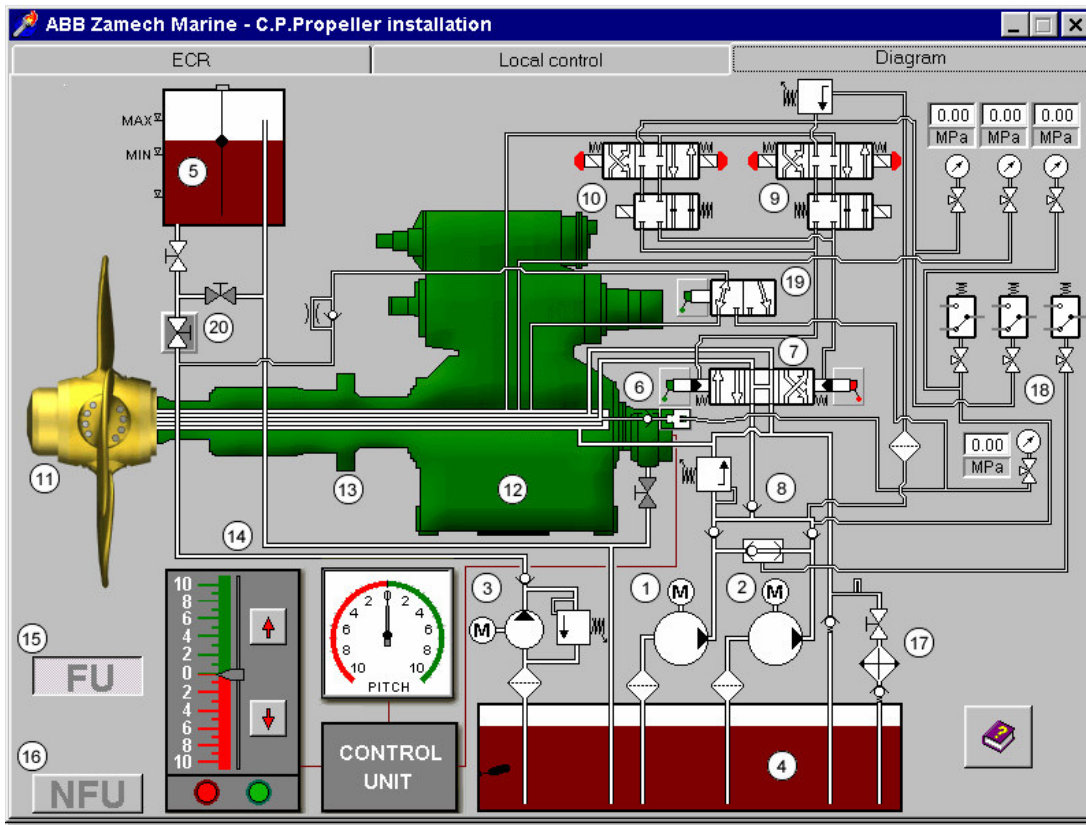 ABB Zamech Marine - C.P.Propeller installation
ECR
Local control
Diagram
MAX
MIN
5
10
9
0.00 0.00 0.00
MPa MPa MPa
19
20
7
6
18
0.00
MPa
11
13
12
8
14
3
1
2
M
M
M
17
15
FU
16
NFU
10
8
6
4
2
0
2
4
6
8
10
2 0 2
4 4
6 6
8 8
10 10
PITCH
CONTROL
UNIT
4
?